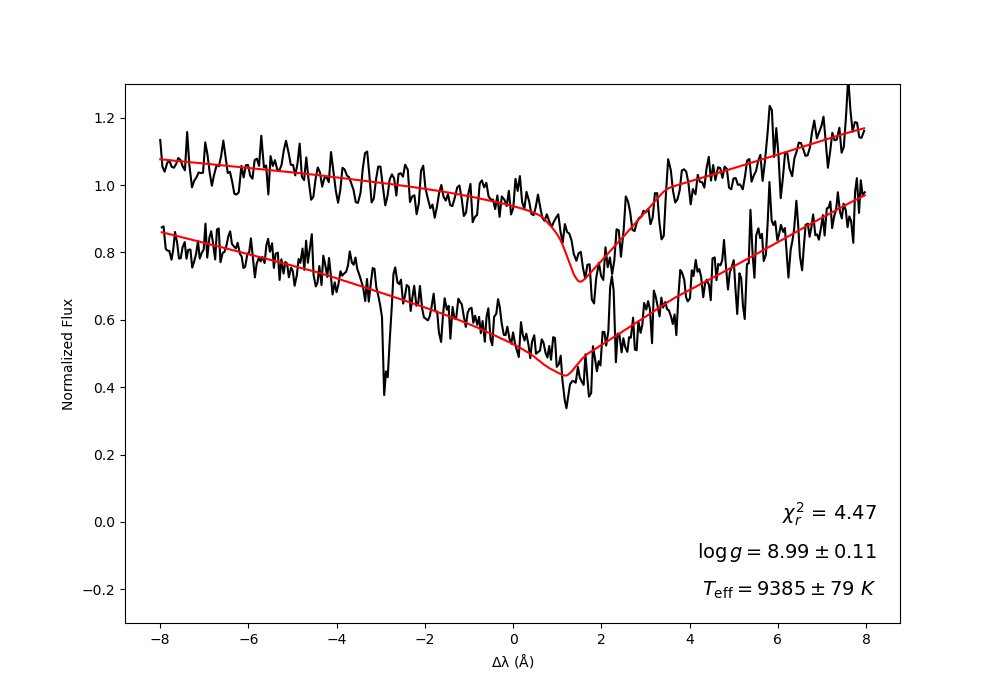 1.2
1.0
0.8
0.6
0.4
0.2
0.0
−0.2
Normalized Flux
χ²ᵣ = 4.47
log g = 8.99 ± 0.11
T_eff = 9385 ± 79 K
−8 −6 −4 −2 0 2 4 6 8
Δλ (Å)